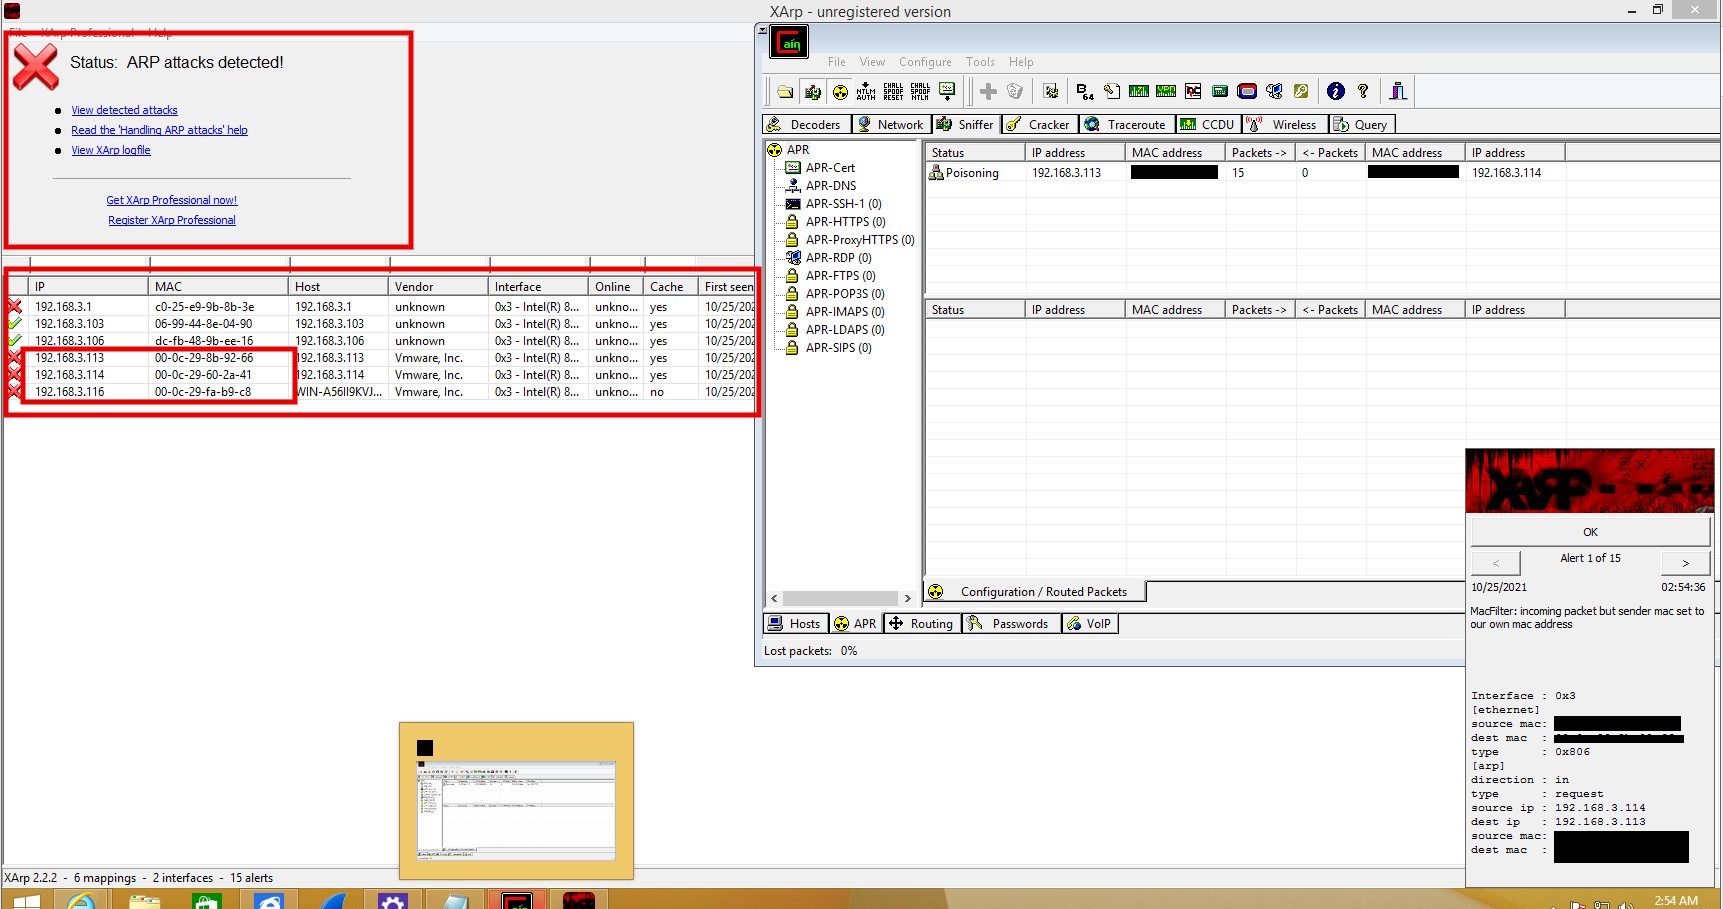 XArp - unregistered version
File XArp Professional Help
Status: ARP attacks detected!
View detected attacks
Read the 'Handling ARP attacks' help
View XArp logfile
Get XArp Professional now!
Register XArp Professional
IP MAC Host Vendor Interface Online Cache First seen
192.168.3.1 c0-25-e9-9b-8b-3e 192.168.3.1 unknown 0x3 - Intel(R) 8... unkno... yes 10/25/202
192.168.3.103 06-99-44-8e-04-90 192.168.3.103 unknown 0x3 - Intel(R) 8... unkno... yes 10/25/202
192.168.3.106 dc-fb-48-9b-ee-16 192.168.3.106 unknown 0x3 - Intel(R) 8... unkno... yes 10/25/202
192.168.3.113 00-0c-29-8b-92-66 192.168.3.113 Vmware, Inc. 0x3 - Intel(R) 8... unkno... yes 10/25/202
192.168.3.114 00-0c-29-60-2a-41 192.168.3.114 Vmware, Inc. 0x3 - Intel(R) 8... unkno... yes 10/25/202
192.168.3.116 00-0c-29-fa-b9-c8 WIN-A56II9KVJ... Vmware, Inc. 0x3 - Intel(R) 8... unkno... no 10/25/202
XArp 2.2.2 - 6 mappings - 2 interfaces - 15 alerts
Cain
File View Configure Tools Help
NTLM AUTH CHALL SPOOF RESET CHALL SPOOF NTLM B64
Decoders Network Sniffer Cracker Traceroute CCDU Wireless Query
APR
APR-Cert
APR-DNS
APR-SSH-1 (0)
APR-HTTPS (0)
APR-ProxyHTTPS (0)
APR-RDP (0)
APR-FTPS (0)
APR-POP3S (0)
APR-IMAPS (0)
APR-LDAPS (0)
APR-SIPS (0)
Status IP address MAC address Packets -> <- Packets MAC address IP address
Poisoning 192.168.3.113 15 0 192.168.3.114
Status IP address MAC address Packets -> <- Packets MAC address IP address
Configuration / Routed Packets
Hosts APR Routing Passwords VoIP
Lost packets: 0%
XARP
OK
< Alert 1 of 15 >
10/25/2021 02:54:36
MacFilter: incoming packet but sender mac set to
our own mac address
Interface : 0x3
[ethernet]
source mac:
dest mac :
type : 0x806
[arp]
direction : in
type : request
source ip : 192.168.3.114
dest ip : 192.168.3.113
source mac:
dest mac :
2:54 AM